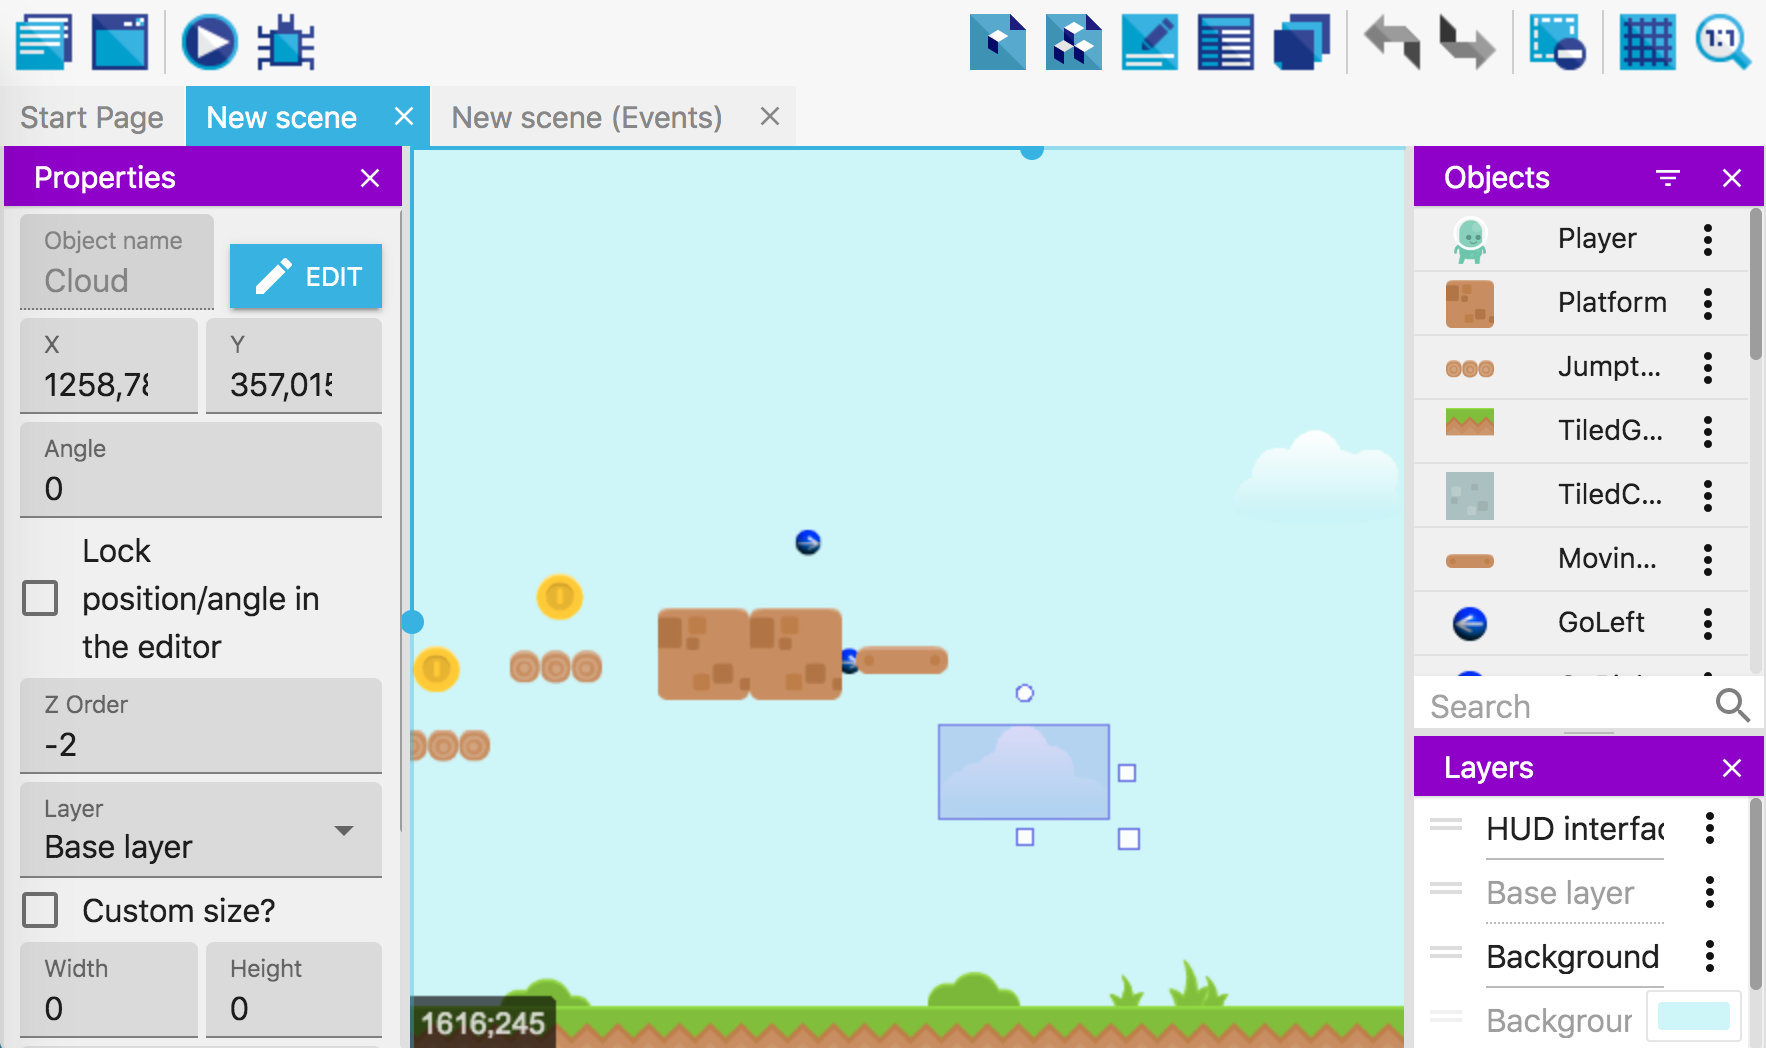 1:1
Start Page
New scene
New scene (Events)
Properties
Object name
Cloud
EDIT
X
1258,78
Y
357,015
Angle
0
Lock
position/angle in
the editor
Z Order
-2
Layer
Base layer
Custom size?
Width
0
Height
0
1616;245
Objects
Player
Platform
Jumpt...
TiledG...
TiledC...
Movin...
GoLeft
Search
Layers
HUD interfac
Base layer
Background
Backgrour